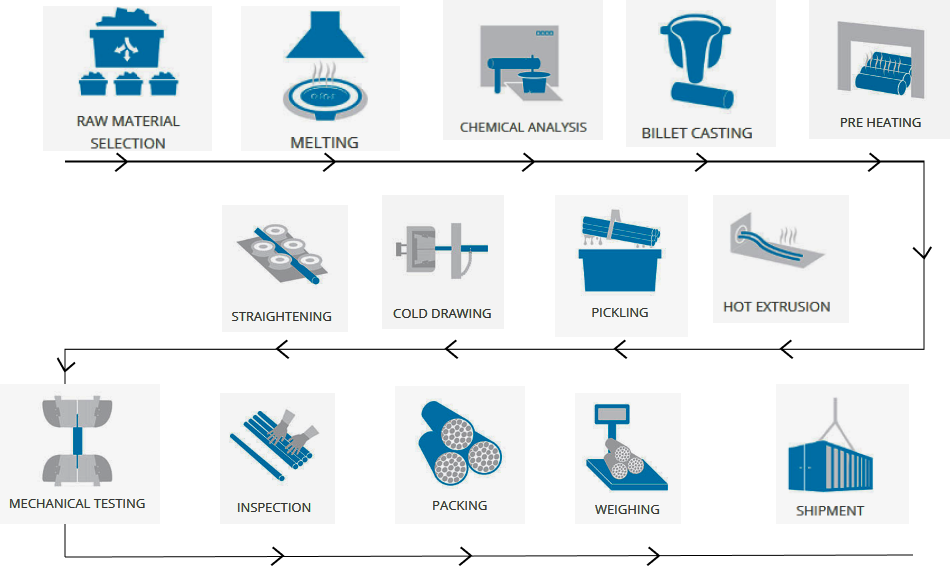 RAW MATERIAL
SELECTION
MELTING
CHEMICAL ANALYSIS
BILLET CASTING
PRE HEATING
STRAIGHTENING
COLD DRAWING
PICKLING
HOT EXTRUSION
MECHANICAL TESTING
INSPECTION
PACKING
WEIGHING
SHIPMENT